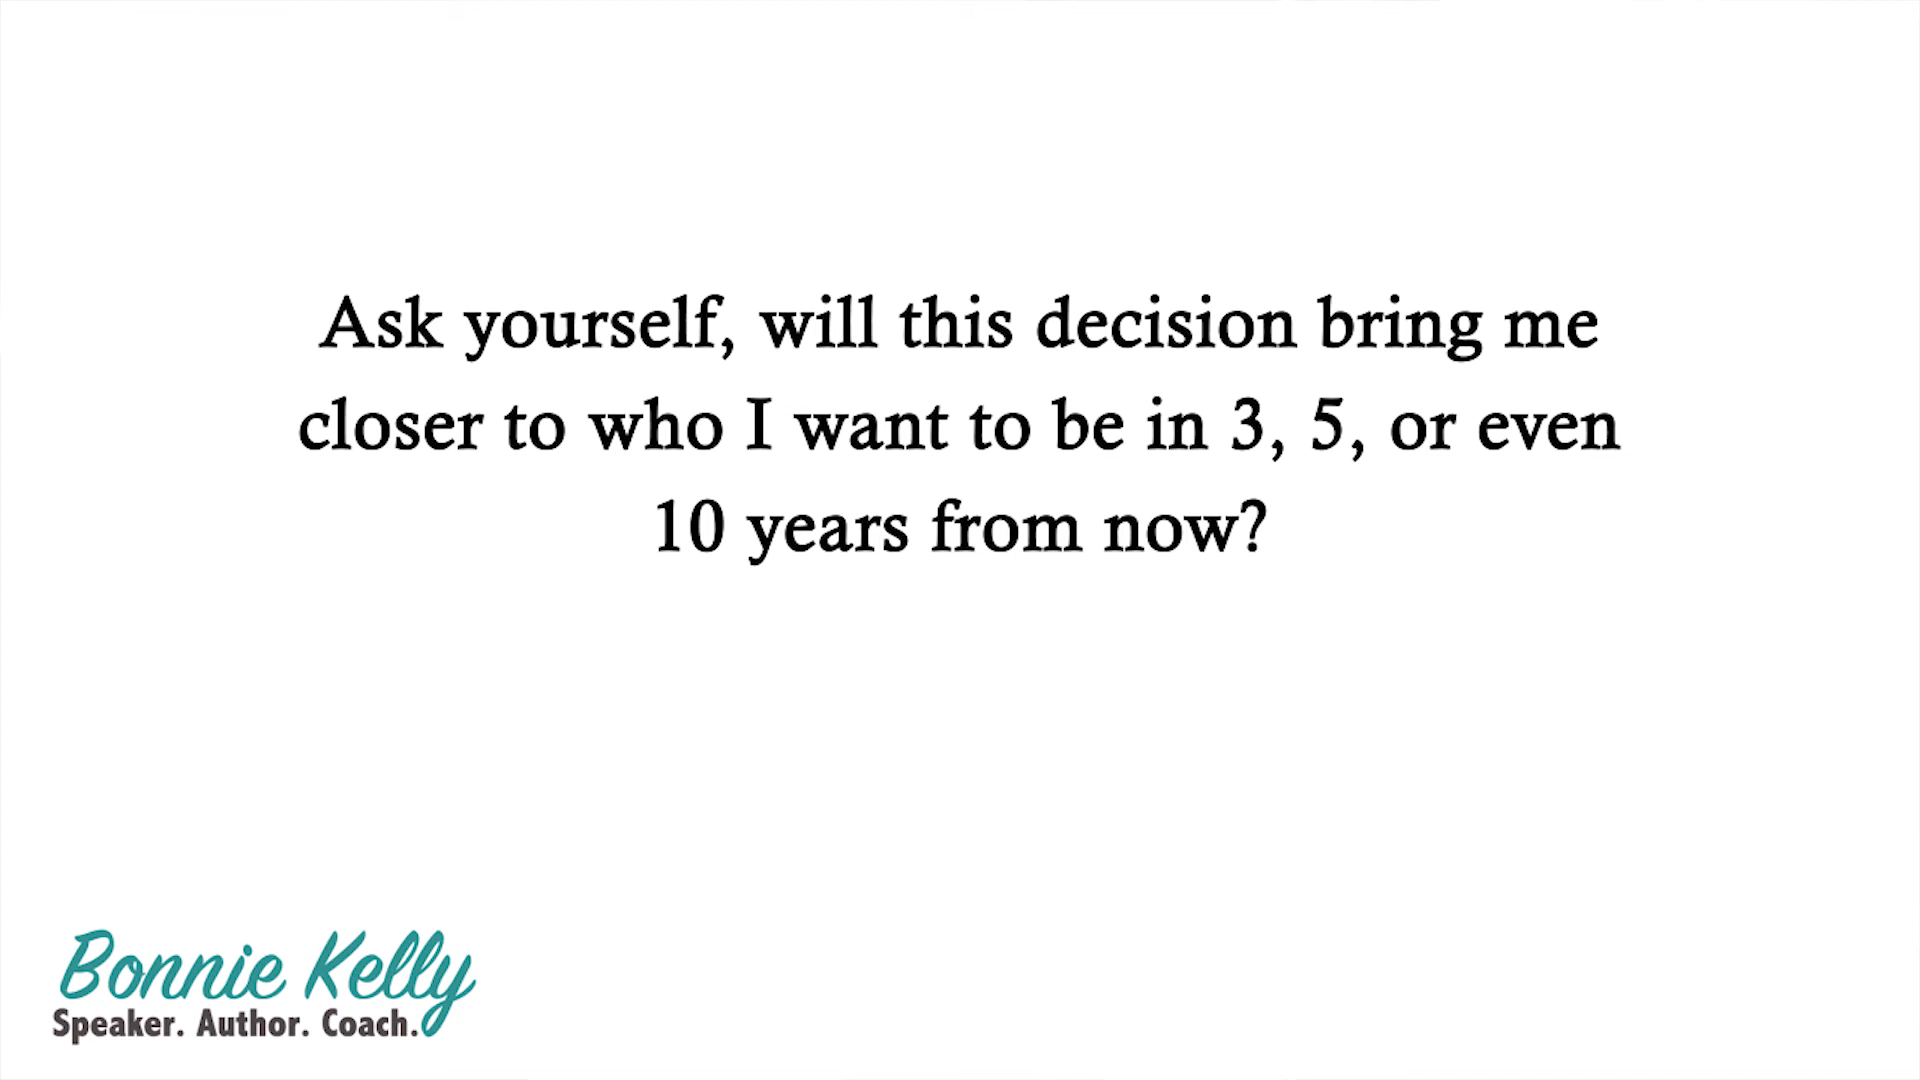 Ask yourself, will this decision bring me
closer to who I want to be in 3, 5, or even
10 years from now?
Bonnie Kelly
Speaker. Author. Coach.